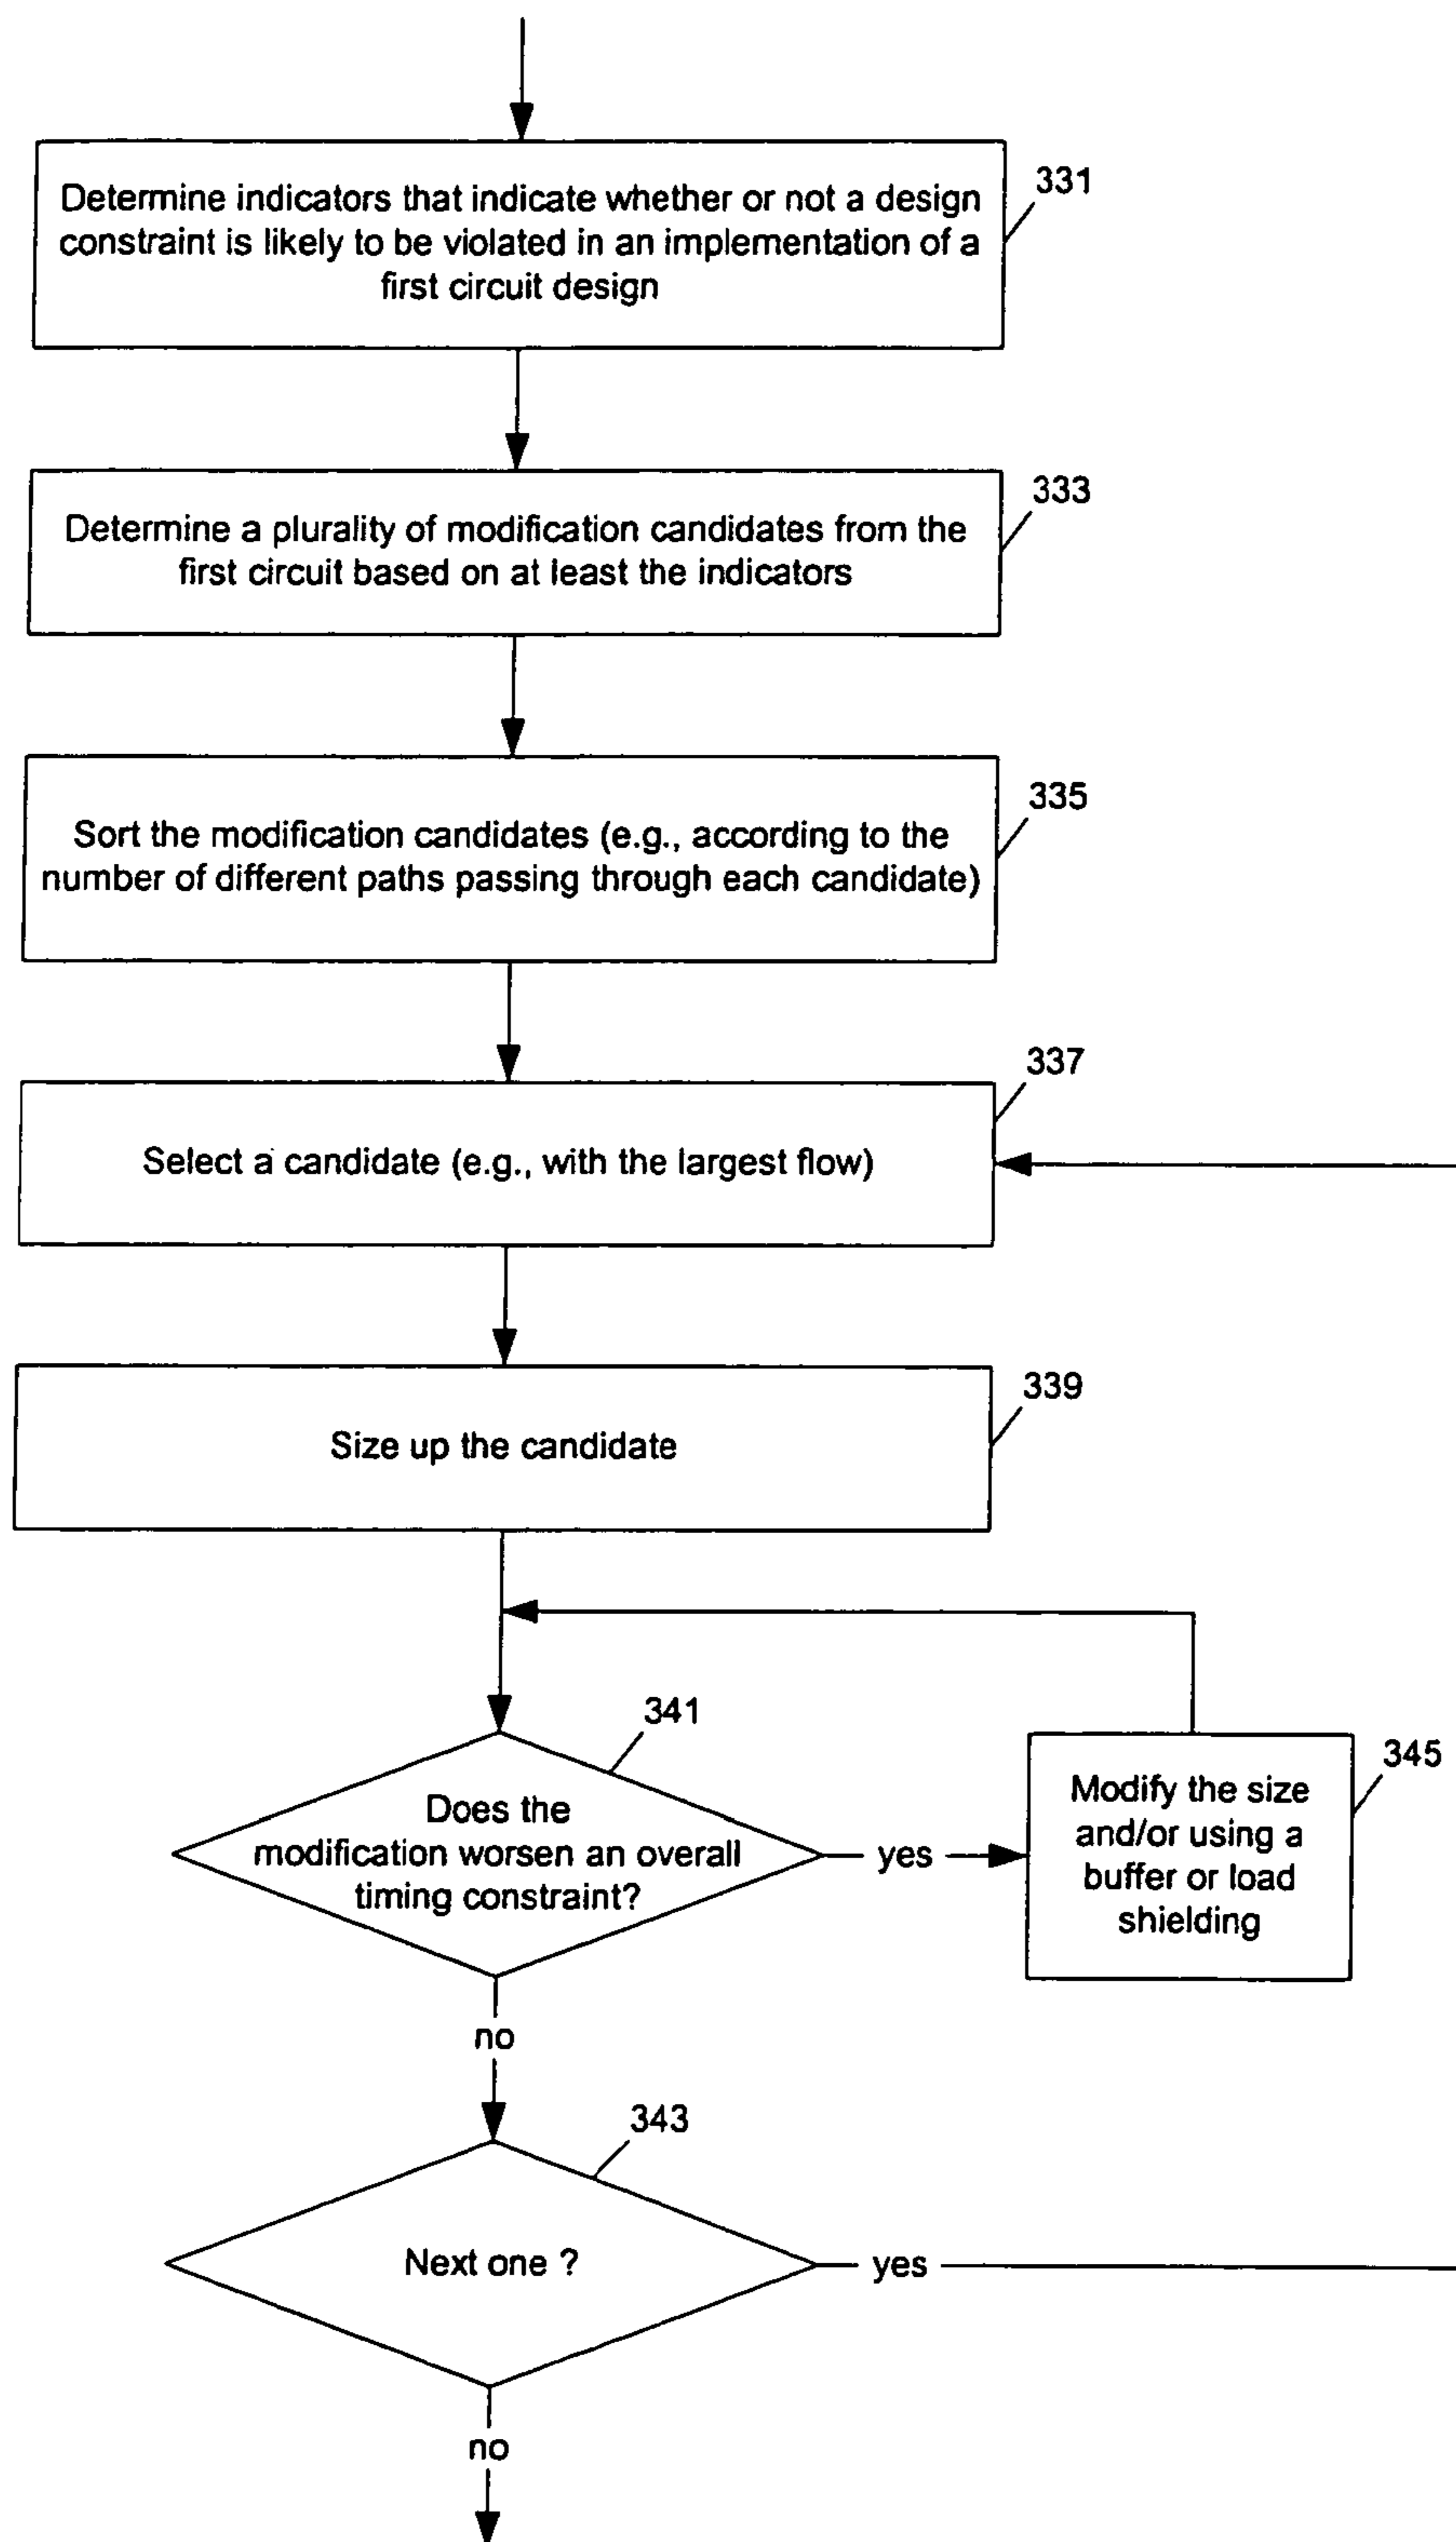 331
Determine indicators that indicate whether or not a design
constraint is likely to be violated in an implementation of a
first circuit design
333
Determine a plurality of modification candidates from the
first circuit based on at least the indicators
335
Sort the modification candidates (e.g., according to the
number of different paths passing through each candidate)
337
Select a candidate (e.g., with the largest flow)
339
Size up the candidate
341
Does the
modification worsen an overall
timing constraint?
yes
345
Modify the size
and/or using a
buffer or load
shielding
no
343
Next one ?
yes
no